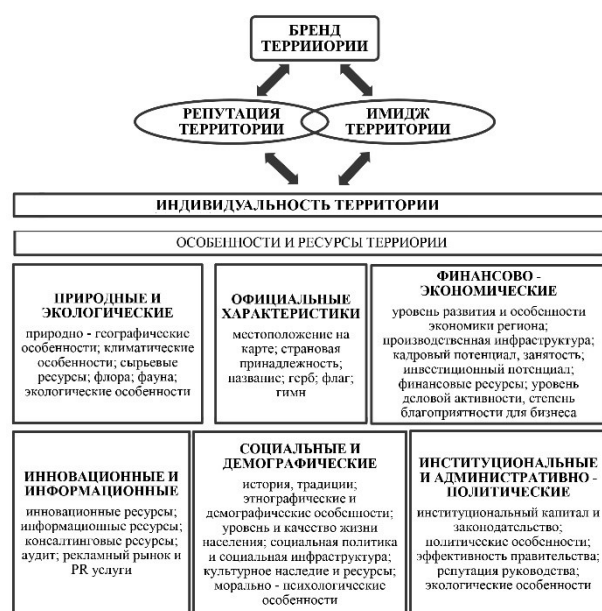 БРЕНД
ТЕРРИИОРИИ
РЕПУТАЦИЯ
ТЕРРИТОРИИ
ИМИДЖ
ТЕРРИТОРИИ
ИНДИВИДУАЛЬНОСТЬ ТЕРРИТОРИИ
ОСОБЕННОСТИ И РЕСУРСЫ ТЕРРИОРИИ
ПРИРОДНЫЕ И
ЭКОЛОГИЧЕСКИЕ
природно - географические
особенности; климатические
особенности; сырьевые
ресурсы; флора; фауна;
экологические особенности
ОФИЦИАЛЬНЫЕ
ХАРАКТЕРИСТИКИ
местоположение на
карте; страновая
принадлежность;
название; герб; флаг;
гимн
ФИНАНСОВО -
ЭКОНОМИЧЕСКИЕ
уровень развития и особенности
экономики региона;
производственная инфраструктура;
кадровый потенциал, занятость;
инвестиционный потенциал;
финансовые ресурсы; уровень
деловой активности, степень
благоприятности для бизнеса
ИННОВАЦИОННЫЕ И
ИНФОРМАЦИОННЫЕ
инновационные ресурсы;
информационные ресурсы;
консалтинговые ресурсы;
аудит; рекламный рынок и
PR услуги
СОЦИАЛЬНЫЕ И
ДЕМОГРАФИЧЕСКИЕ
история, традиции;
этнографические и
демографические особенности;
уровень и качество жизни
населения; социальная политика
и социальная инфраструктура;
культурное наследие и ресурсы;
морально - психологические
особенности
ИНСТИТУЦИОНАЛЬНЫЕ
И АДМИНИСТРАТИВНО -
ПОЛИТИЧЕСКИЕ
институциональный капитал и
законодательство;
политические особенности;
эффективность правительства;
репутация руководства;
экологические особенности